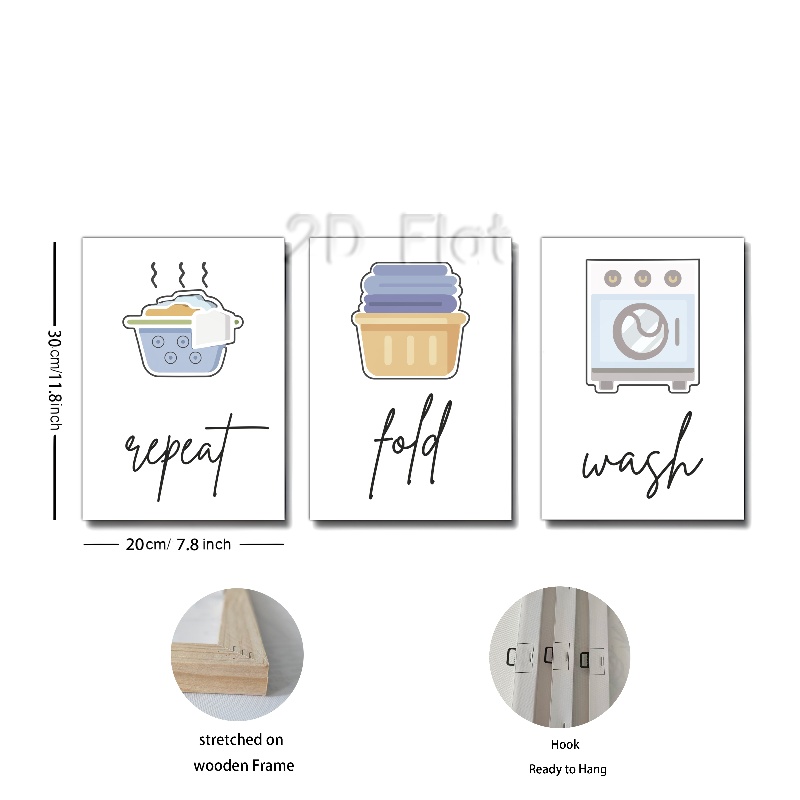 2D Flat
repeat
fold
wash
30cm/11.8inch
20cm/ 7.8 inch
stretched on
wooden Frame
Hook
Ready to Hang